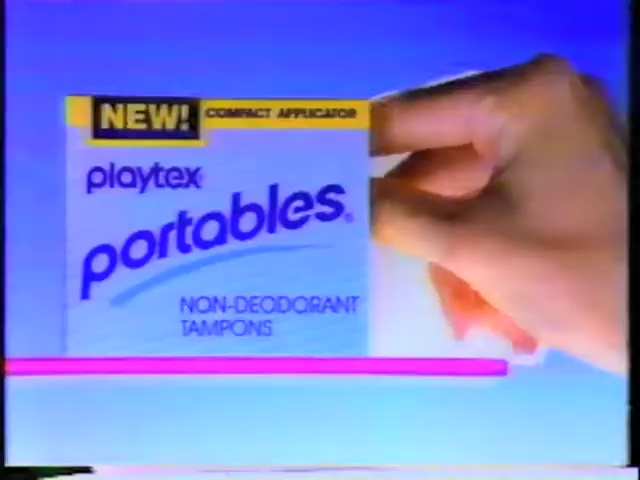 NEW! COMPACT APPLICATOR
playtex
portables®
NON-DEODORANT
TAMPONS